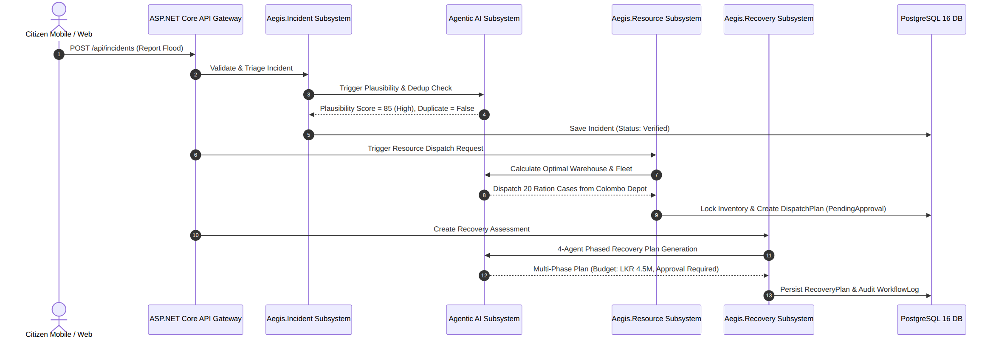 ASP.NET Core API Gateway
Aegis.Incident Subsystem
Agentic AI Subsystem
Aegis.Resource Subsystem
Aegis.Recovery Subsystem
PostgreSQL 16 DB
Citizen Mobile / Web
POST /api/incidents (Report Flood)
1
Validate & Triage Incident
2
Trigger Plausibility & Dedup Check
3
Plausibility Score = 85 (High), Duplicate = False
4
Save Incident (Status: Verified)
5
Trigger Resource Dispatch Request
6
Calculate Optimal Warehouse & Fleet
7
Dispatch 20 Ration Cases from Colombo Depot
8
Lock Inventory & Create DispatchPlan (PendingApproval)
9
Create Recovery Assessment
10
4-Agent Phased Recovery Plan Generation
11
Multi-Phase Plan (Budget: LKR 4.5M, Approval Required)
12
Persist RecoveryPlan & Audit WorkflowLog
13
ASP.NET Core API Gateway
Aegis.Incident Subsystem
Agentic AI Subsystem
Aegis.Resource Subsystem
Aegis.Recovery Subsystem
PostgreSQL 16 DB
Citizen Mobile / Web